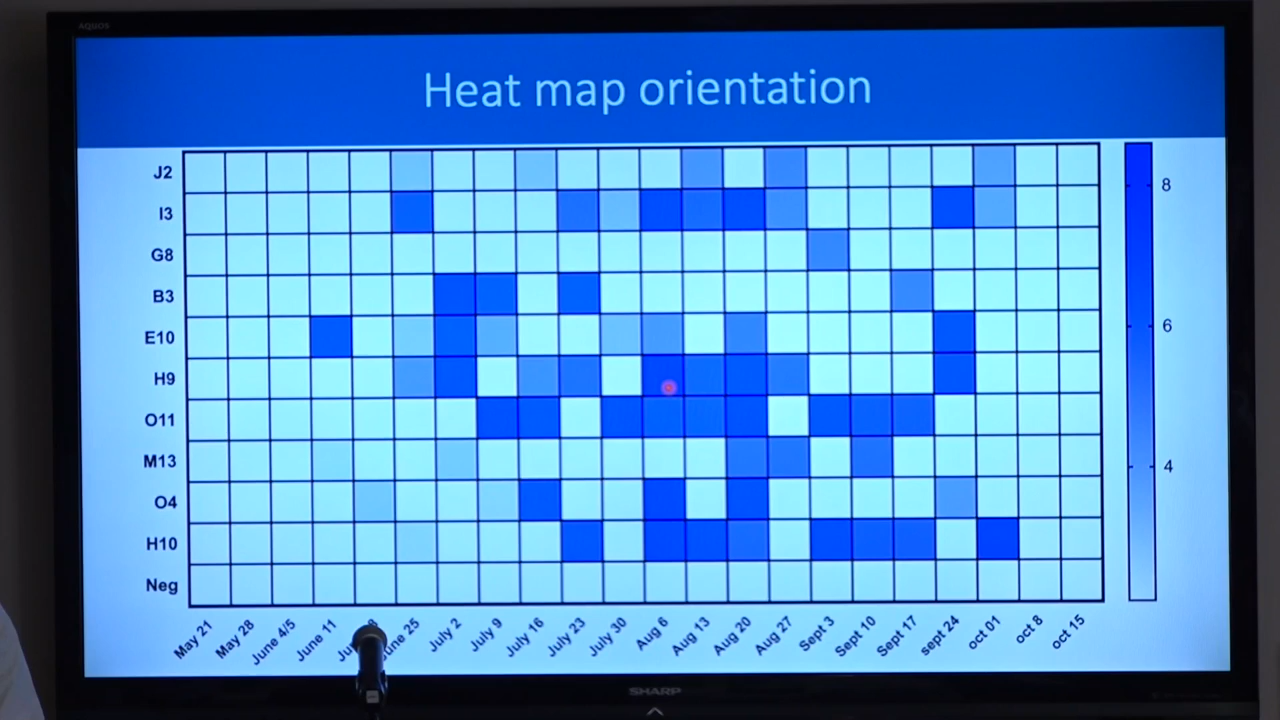 AQUOS
Heat map orientation
J2
I3
G8
B3
E10
H9
O11
M13
O4
H10
Neg
8
6
4
May 21
May 28
June 4/5
June 11
June 25
July 2
July 9
July 16
July 23
July 30
Aug 6
Aug 13
Aug 20
Aug 27
Sept 3
Sept 10
Sept 17
sept 24
oct 01
oct 8
oct 15
SHARP